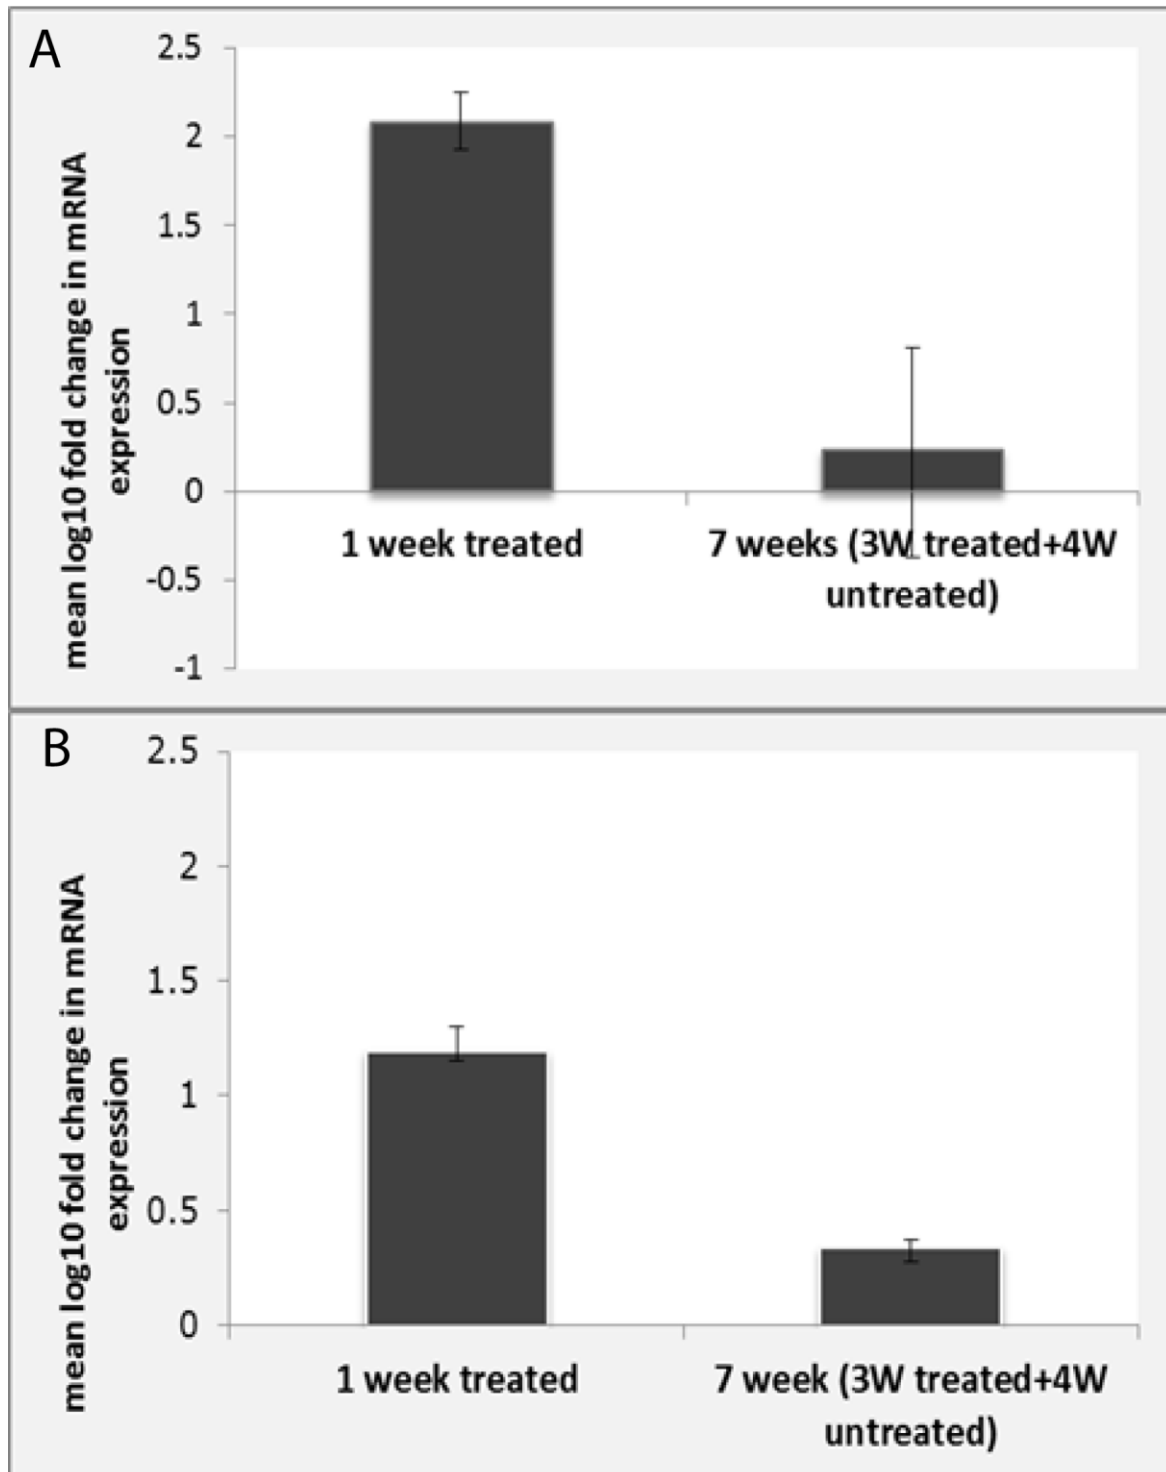 A
2.5
2
1.5
1
0.5
0
-0.5
-1
mean log10 fold change in mRNA
expression
1 week treated
7 weeks (3W treated+4W
untreated)
B
2.5
2
1.5
1
0.5
0
mean log10 fold change in mRNA
expression
1 week treated
7 week (3W treated+4W
untreated)